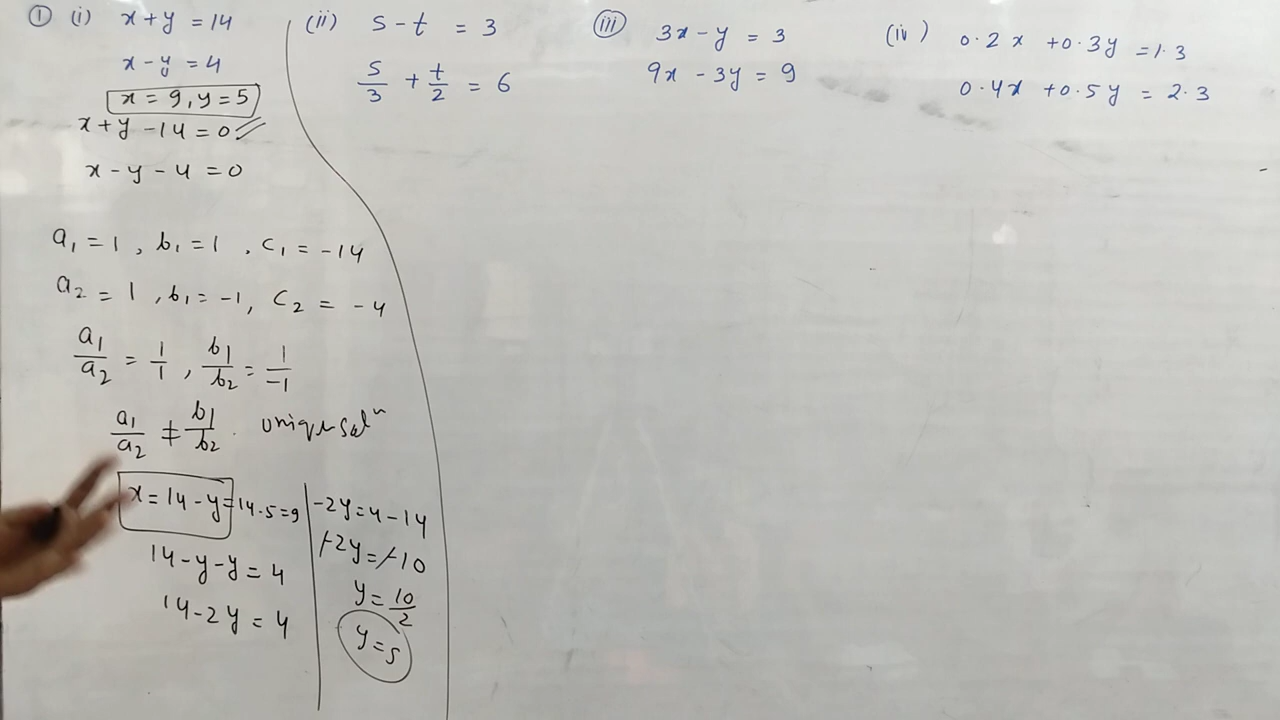 ① (i) x + y = 14
x - y = 4
x = 9, y = 5
x + y - 14 = 0
x - y - 4 = 0
a₁ = 1, b₁ = 1, c₁ = -14
a₂ = 1, b₁ = -1, c₂ = -4
a₁/a₂ = 1/1, b₁/b₂ = 1/-1
a₁/a₂ ≠ b₁/b₂. unique solⁿ
x = 14 - y = 14 - 5 = 9
14 - y - y = 4
14 - 2y = 4
-2y = 4 - 14
-2y = -10
y = 10/2
y = 5
(ii) s - t = 3
s/3 + t/2 = 6
(iii) 3x - y = 3
9x - 3y = 9
(iv) 0.2x + 0.3y = 1.3
0.4x + 0.5y = 2.3